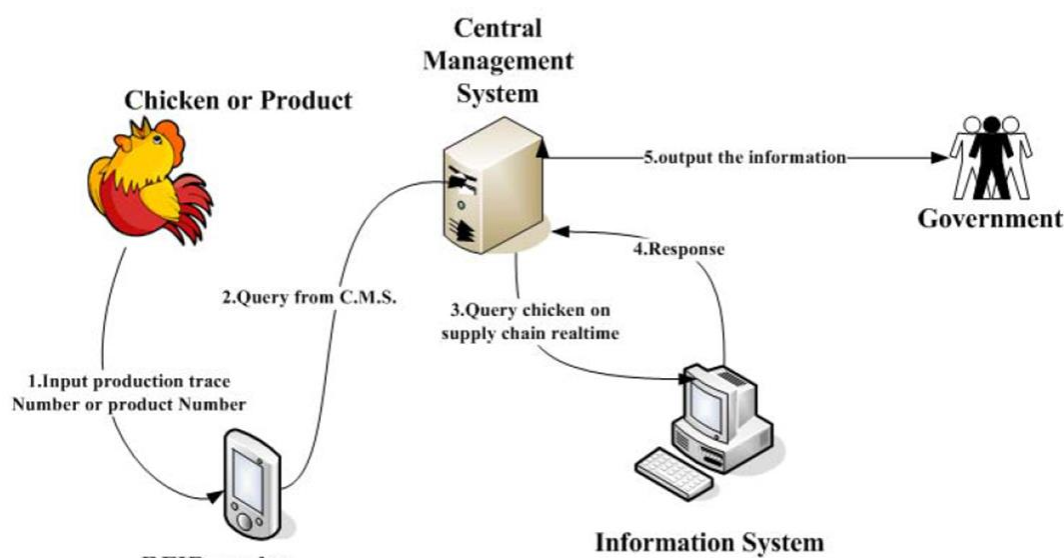 Central
Management
System
Chicken or Product
5.output the information
Government
4.Response
2.Query from C.M.S.
3.Query chicken on
supply chain realtime
1.Input production trace
Number or product Number
Information System